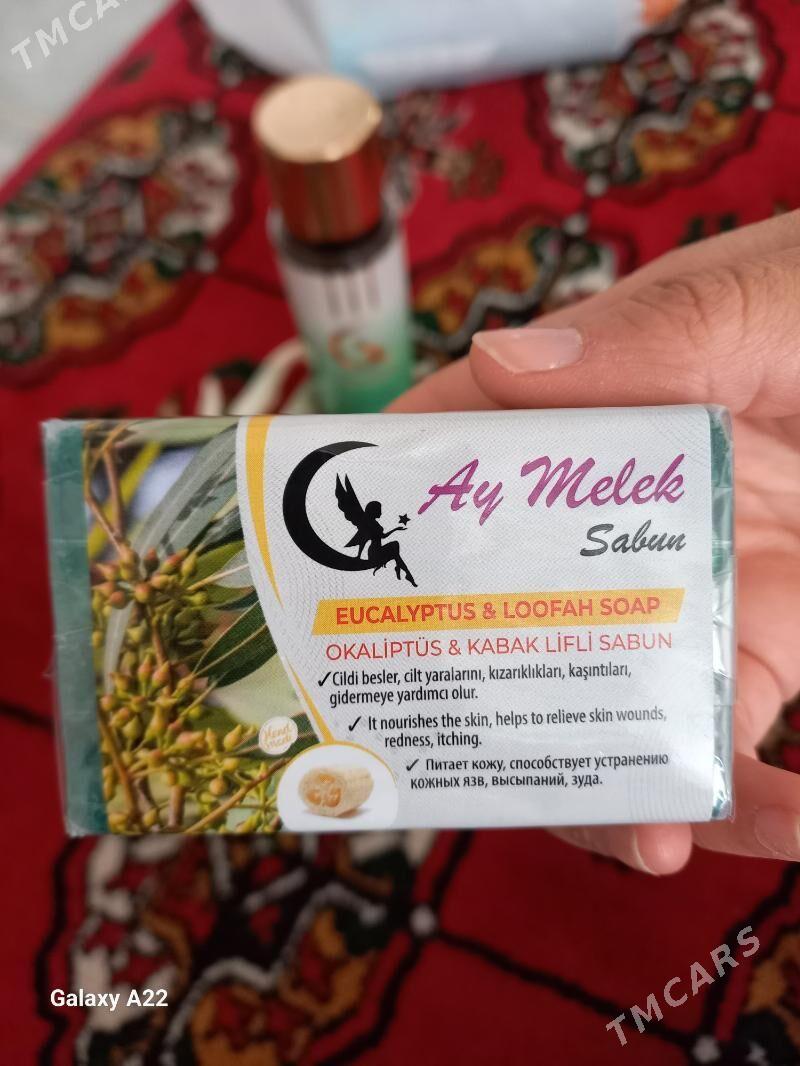 TMCARS
Ay Melek
Sabun
EUCALYPTUS & LOOFAH SOAP
OKALİPTÜS & KABAK LİFLİ SABUN
✓Cildi besler, cilt yaralarını, kızarıklıkları, kaşıntıları,
gidermeye yardımcı olur.
✓ It nourishes the skin, helps to relieve skin wounds,
redness, itching.
✓ Питает кожу, способствует устранению
кожных язв, высыпаний, зуда.
Galaxy A22
TMCARS